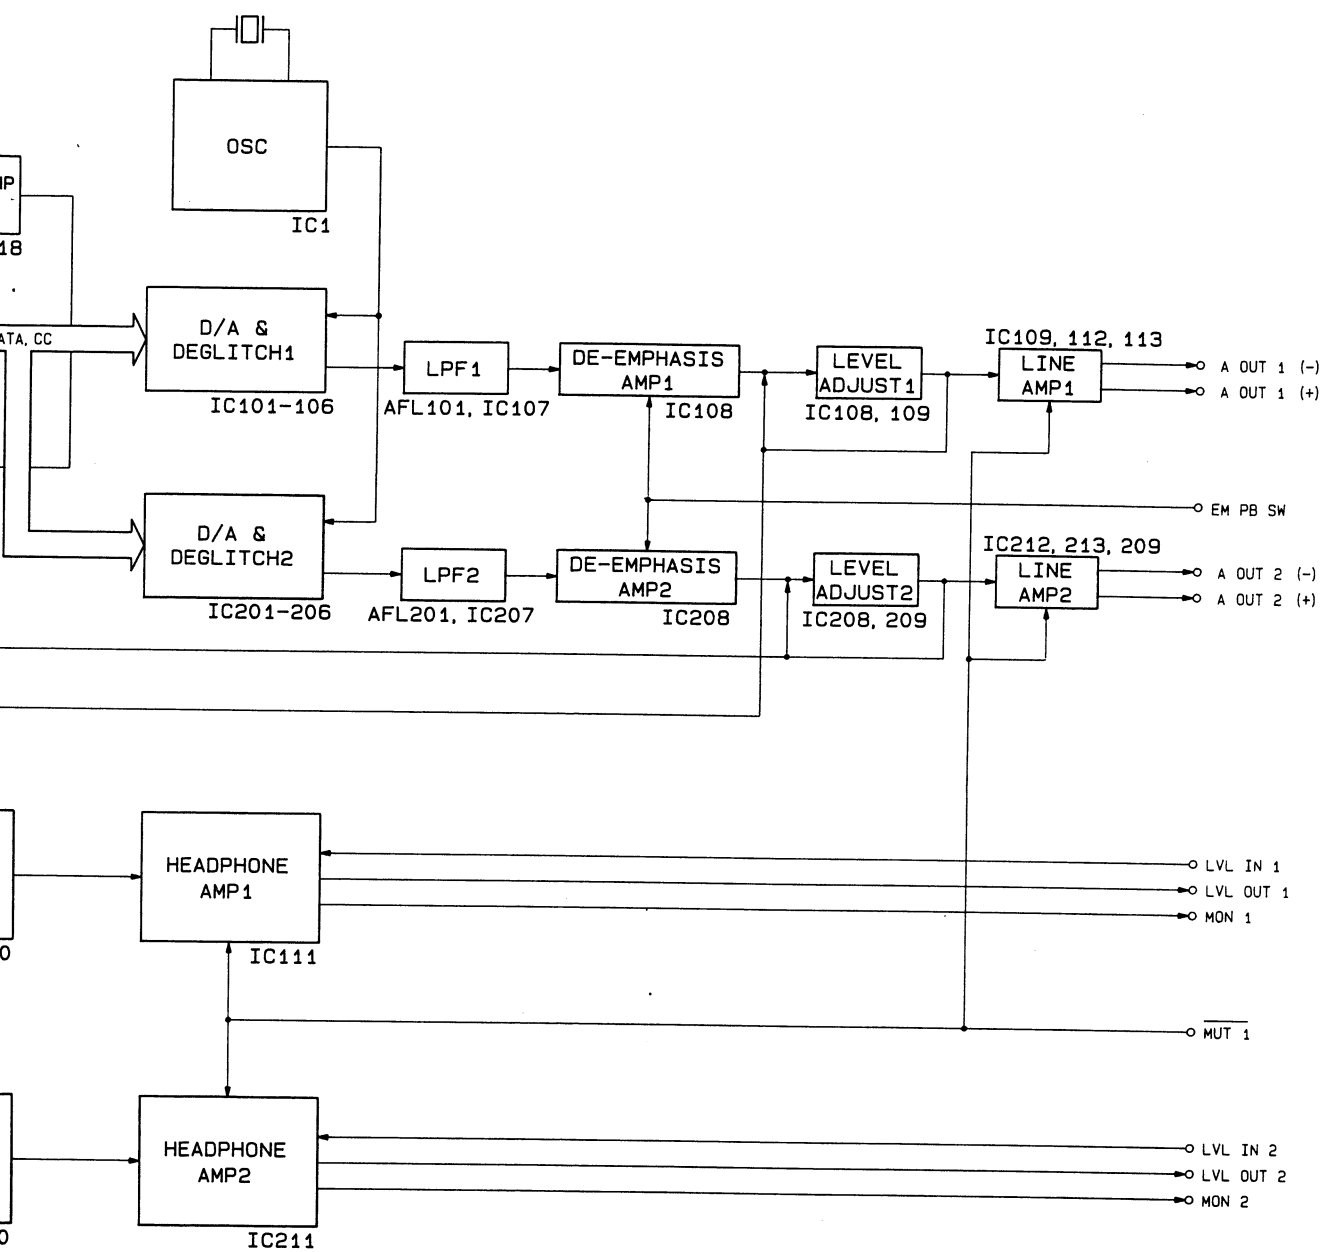 OSC
IC1
MP
18
ATA, CC
D/A &
DEGLITCH1
IC101-106
LPF1
AFL101, IC107
DE-EMPHASIS
AMP1
IC108
LEVEL
ADJUST1
IC108, 109
IC109, 112, 113
LINE
AMP1
A OUT 1 (-)
A OUT 1 (+)
EM PB SW
D/A &
DEGLITCH2
IC201-206
LPF2
AFL201, IC207
DE-EMPHASIS
AMP2
IC208
LEVEL
ADJUST2
IC208, 209
IC212, 213, 209
LINE
AMP2
A OUT 2 (-)
A OUT 2 (+)
HEADPHONE
AMP1
IC111
LVL IN 1
LVL OUT 1
MON 1
0
MUT 1
HEADPHONE
AMP2
IC211
LVL IN 2
LVL OUT 2
MON 2
0